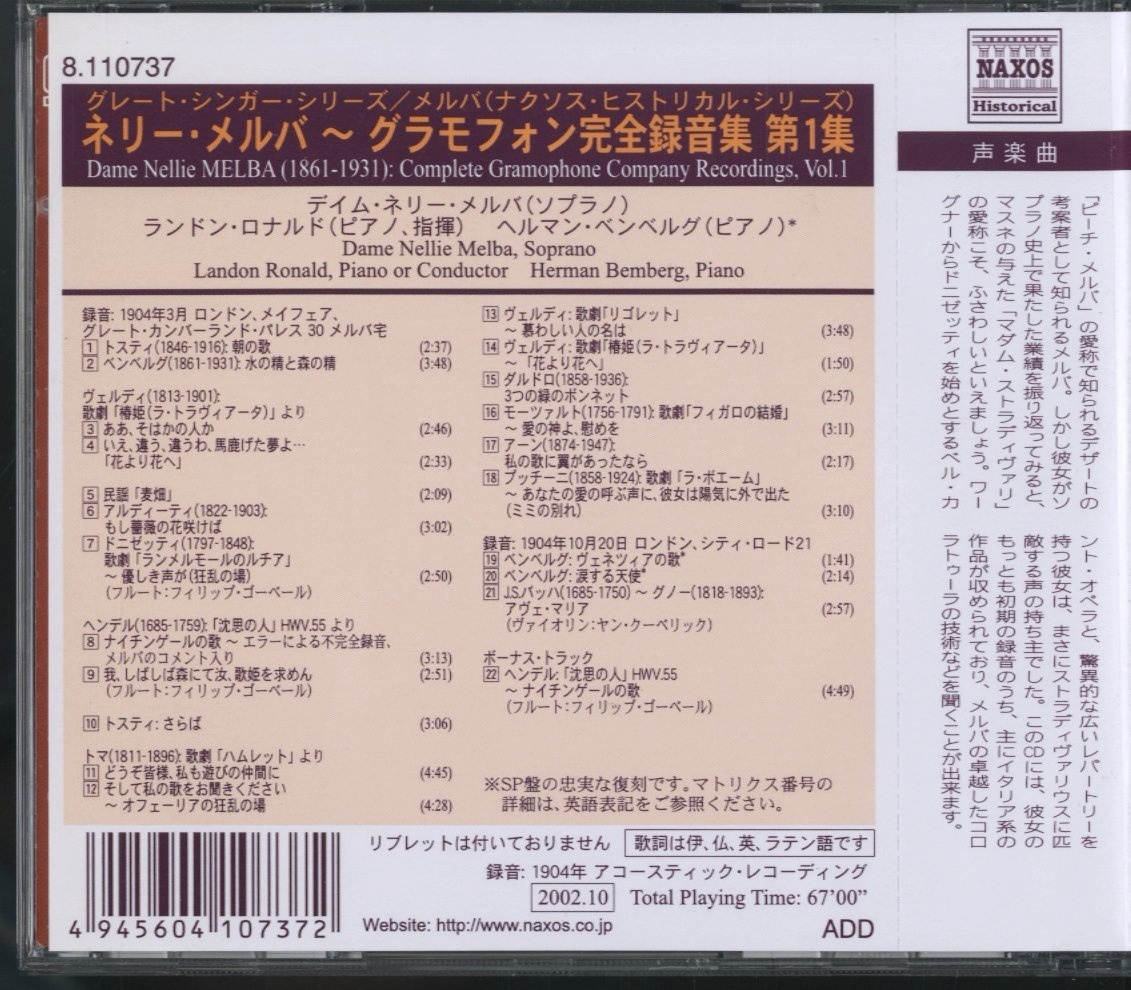 8.110737
グレート・シンガー・シリーズ／メルバ(ナクソス・ヒストリカル・シリーズ)
ネリー・メルバ ～ グラモフォン完全録音集 第1集
Dame Nellie MELBA (1861-1931): Complete Gramophone Company Recordings, Vol.1
デイム・ネリー・メルバ(ソプラノ)
ランドン・ロナルド(ピアノ、指揮) ヘルマン・ベンベルグ(ピアノ)*
Dame Nellie Melba, Soprano
Landon Ronald, Piano or Conductor Herman Bemberg, Piano
録音: 1904年3月 ロンドン、メイフェア、
グレート・カンバーランド・パレス 30 メルバ宅
1 トスティ(1846-1916): 朝の歌 (2:37)
2 ベンベルグ(1861-1931): 水の精と森の精 (3:48)
ヴェルディ(1813-1901):
歌劇「椿姫(ラ・トラヴィアータ)」より
3 ああ、そはかの人か (2:46)
4 いえ、違う、違うわ、馬鹿げた夢よ…
「花より花へ」 (2:33)
5 民謡「麦畑」 (2:09)
6 アルディーティ(1822-1903):
もし薔薇の花咲けば (3:02)
7 ドニゼッティ(1797-1848):
歌劇「ランメルモールのルチア」
～ 優しき声が(狂乱の場) (2:50)
(フルート:フィリップ・ゴーベール)
ヘンデル(1685-1759):「沈思の人」HWV.55 より
8 ナイチンゲールの歌 ～ エラーによる不完全録音、
メルバのコメント入り (3:13)
9 我、しばしば森にて汝、歌姫を求めん (2:51)
(フルート:フィリップ・ゴーベール)
10 トスティ: さらば (3:06)
トマ(1811-1896): 歌劇「ハムレット」より
11 どうぞ皆様、私も遊びの仲間に (4:45)
12 そして私の歌をお聞きください
～ オフェーリアの狂乱の場 (4:28)
13 ヴェルディ: 歌劇「リゴレット」
～ 慕わしい人の名は (3:48)
14 ヴェルディ: 歌劇「椿姫(ラ・トラヴィアータ)」
～「花より花へ」 (1:50)
15 ダルドロ(1858-1936):
3つの緑のボンネット (2:57)
16 モーツァルト(1756-1791): 歌劇「フィガロの結婚」
～ 愛の神よ、慰めを (3:11)
17 アーン(1874-1947):
私の歌に翼があったなら (2:17)
18 プッチーニ(1858-1924): 歌劇「ラ・ボエーム」
～ あなたの愛の呼ぶ声に、彼女は陽気に外で出た
(ミミの別れ) (3:10)
録音: 1904年10月20日 ロンドン、シティ・ロード21
19 ベンベルグ: ヴェネツィアの歌* (1:41)
20 ベンベルグ: 涙する天使* (2:14)
21 J.S.バッハ(1685-1750) ～ グノー(1818-1893):
アヴェ・マリア (2:57)
(ヴァイオリン:ヤン・クーベリック)
ボーナス・トラック
22 ヘンデル: 「沈思の人」HWV.55
～ ナイチンゲールの歌 (4:49)
(フルート:フィリップ・ゴーベール)
※SP盤の忠実な復刻です。マトリクス番号の
詳細は、英語表記をご参照ください。
リブレットは付いておりません 歌詞は伊、仏、英、ラテン語です
録音: 1904年 アコースティック・レコーディング
2002.10 Total Playing Time: 67'00"
4 945604 107372
Website: http://www.naxos.co.jp
ADD
NAXOS
Historical
声楽曲
「ピーチ・メルバ」の愛称で知られるデザートの
考案者として知られるメルバ。しかし彼女がソ
プラノ史上で果たした業績を振り返ってみると、
マスネの与えた「マダム・ストラディヴァリ」
の愛称こそ、ふさわしいといえましょう。ワー
グナーからドニゼッティを始めとするベル・カ
ント・オペラと、驚異的な広いレパートリーを
持つ彼女は、まさにストラディヴァリウスに匹
敵する声の持ち主でした。このCDには、彼女の
もっとも初期の録音のうち、主にイタリア系の
作品が収められており、メルバの卓越したコロ
ラトゥーラの技術などを聞くことが出来ます。